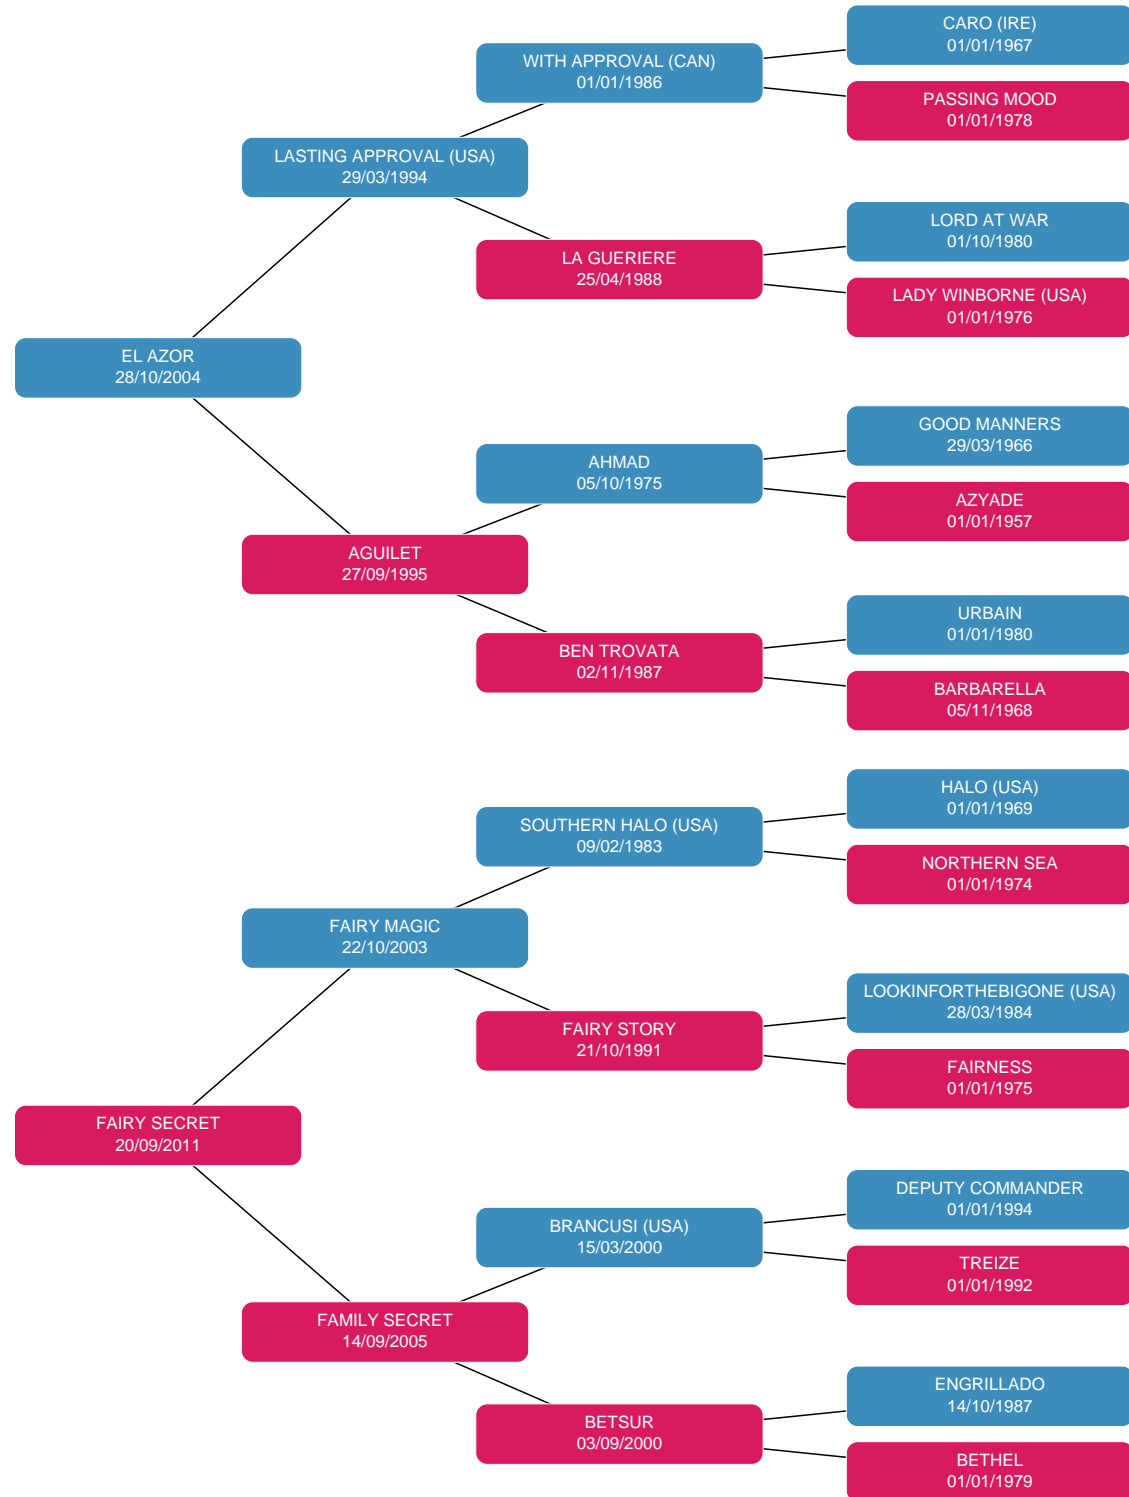 CARO (IRE)
01/01/1967
WITH APPROVAL (CAN)
01/01/1986
PASSING MOOD
01/01/1978
LASTING APPROVAL (USA)
29/03/1994
LORD AT WAR
01/10/1980
LA GUERIERE
25/04/1988
LADY WINBORNE (USA)
01/01/1976
EL AZOR
28/10/2004
GOOD MANNERS
29/03/1966
AHMAD
05/10/1975
AZYADE
01/01/1957
AGUILET
27/09/1995
URBAIN
01/01/1980
BEN TROVATA
02/11/1987
BARBARELLA
05/11/1968
HALO (USA)
01/01/1969
SOUTHERN HALO (USA)
09/02/1983
NORTHERN SEA
01/01/1974
FAIRY MAGIC
22/10/2003
LOOKINFORTHEBIGONE (USA)
28/03/1984
FAIRY STORY
21/10/1991
FAIRNESS
01/01/1975
FAIRY SECRET
20/09/2011
DEPUTY COMMANDER
01/01/1994
BRANCUSI (USA)
15/03/2000
TREIZE
01/01/1992
FAMILY SECRET
14/09/2005
ENGRILLADO
14/10/1987
BETSUR
03/09/2000
BETHEL
01/01/1979